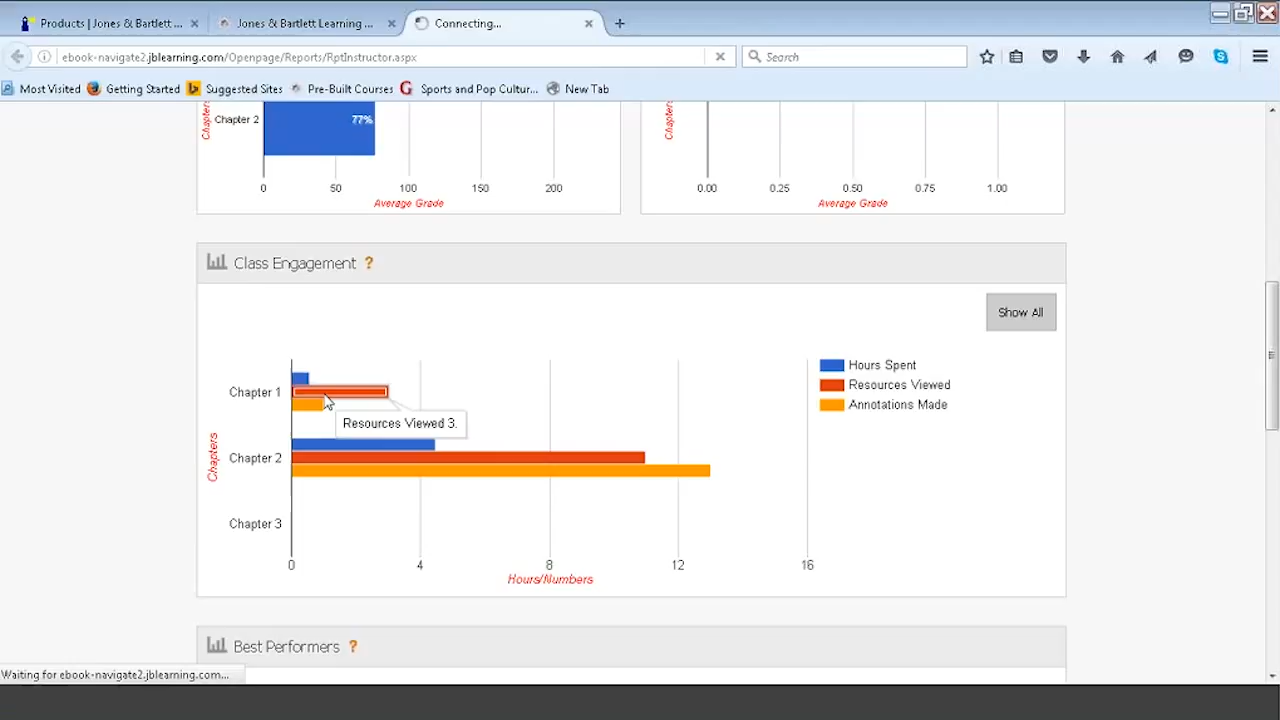 Products | Jones & Bartlett ...
Jones & Bartlett Learning ...
Connecting...
ebook-navigate2.jblearning.com/Openpage/Reports/RptInstructor.aspx
Search
Most Visited
Getting Started
Suggested Sites
Pre-Built Courses
Sports and Pop Cultur...
New Tab
Chapters
Chapter 2
77%
0 50 100 150 200
Average Grade
Chapters
0.00 0.25 0.50 0.75 1.00
Average Grade
Class Engagement ?
Show All
Hours Spent
Resources Viewed
Annotations Made
Chapter 1
Resources Viewed 3.
Chapters
Chapter 2
Chapter 3
0 4 8 12 16
Hours/Numbers
Best Performers ?
Waiting for ebook-navigate2.jblearning.com...